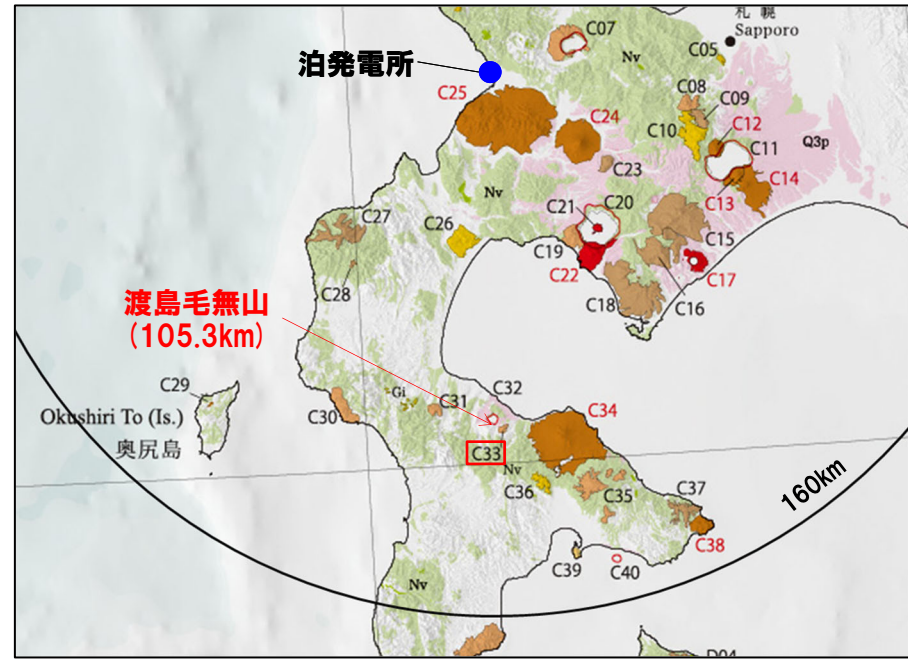 札 幌
Sapporo
C07
C05
Nv
泊発電所
C25
C08
C09
C24
C10
C12
C11
Q3p
C23
C14
Nv
C13
C21
C20
C27
C26
C15
C19
C17
C22
C28
C16
C18
渡島毛無山
(105.3km)
C29
C32
Gi
C31
C34
Okushiri To (Is.)
C30
奥尻島
C33
Nv
C36
C35
C37
160km
C38
C39
C40
Nv
D04